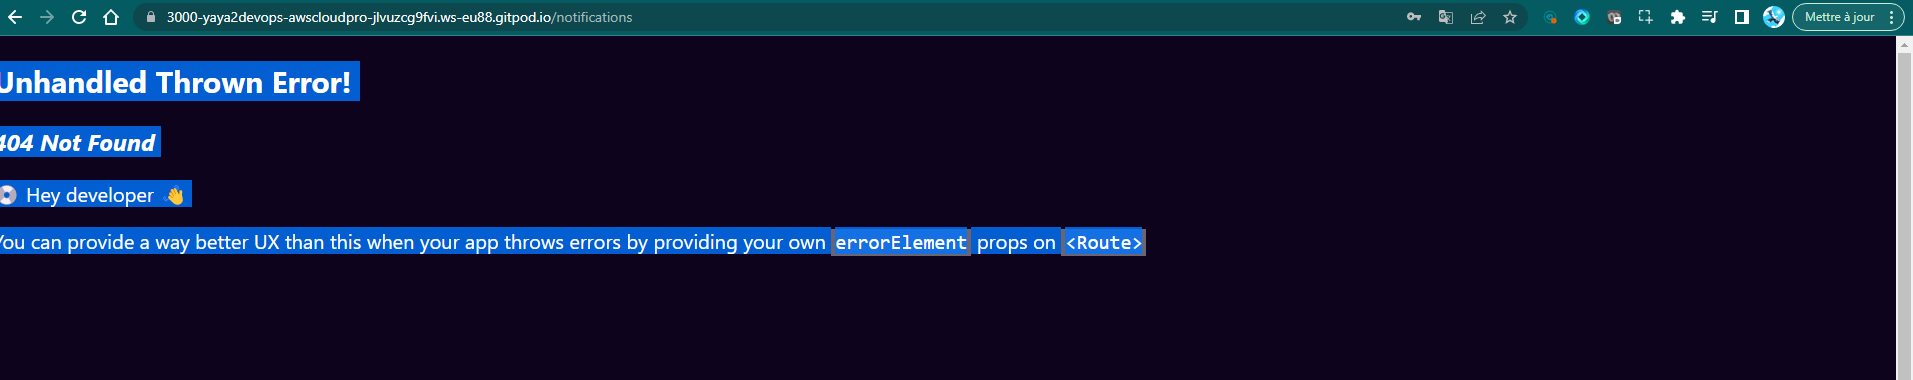 3000-yaya2devops-awscloudpro-jlvuzcg9fvi.ws-eu88.gitpod.io/notifications
Mettre à jour
Unhandled Thrown Error!
404 Not Found
Hey developer
You can provide a way better UX than this when your app throws errors by providing your own errorElement props on <Route>